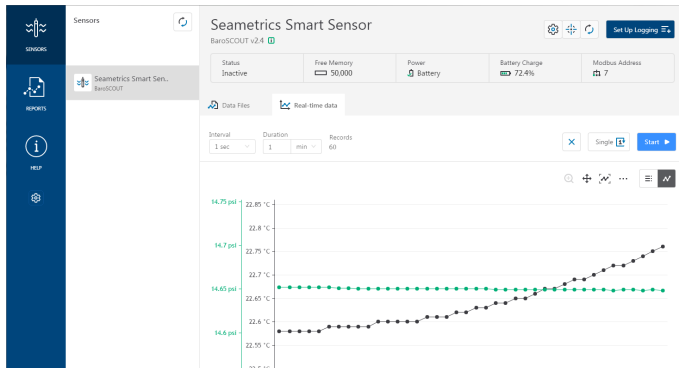 SENSORS
REPORTS
HELP
Sensors
Seametrics Smart Sen..
BaroSCOUT
Seametrics Smart Sensor
BaroSCOUT v2.4
Set Up Logging
Status
Inactive
Free Memory
50,000
Power
Battery
Battery Charge
72.4%
Modbus Address
7
Data Files
Real-time data
Interval
1 sec
Duration
1 min
Records
60
Single
Start
14.75 psi
14.7 psi
14.65 psi
14.6 psi
22.85 °C
22.8 °C
22.75 °C
22.7 °C
22.65 °C
22.6 °C
22.55 °C